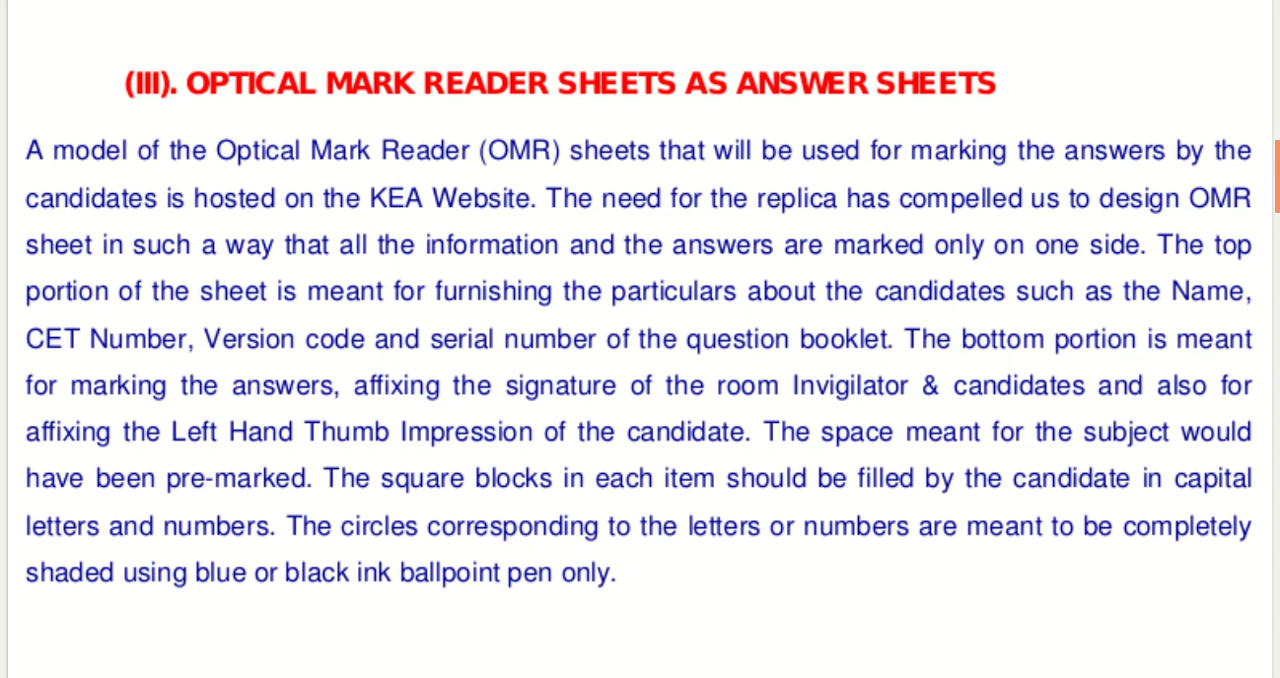 (III). OPTICAL MARK READER SHEETS AS ANSWER SHEETS
A model of the Optical Mark Reader (OMR) sheets that will be used for marking the answers by the
candidates is hosted on the KEA Website. The need for the replica has compelled us to design OMR
sheet in such a way that all the information and the answers are marked only on one side. The top
portion of the sheet is meant for furnishing the particulars about the candidates such as the Name,
CET Number, Version code and serial number of the question booklet. The bottom portion is meant
for marking the answers, affixing the signature of the room Invigilator & candidates and also for
affixing the Left Hand Thumb Impression of the candidate. The space meant for the subject would
have been pre-marked. The square blocks in each item should be filled by the candidate in capital
letters and numbers. The circles corresponding to the letters or numbers are meant to be completely
shaded using blue or black ink ballpoint pen only.